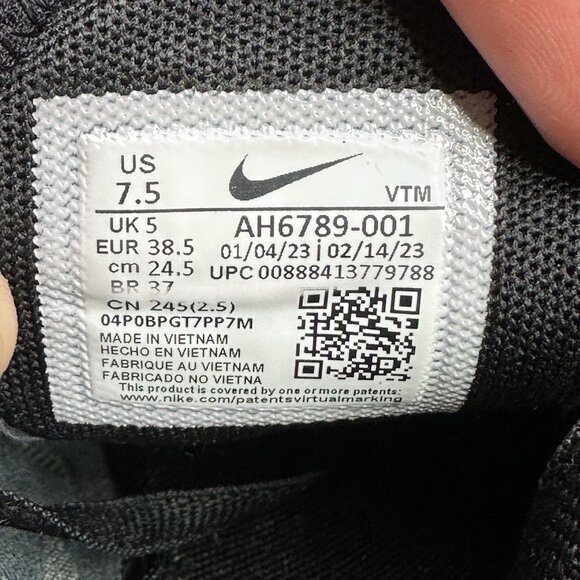 US
7.5
VTM
UK 5
AH6789-001
EUR 38.5
01/04/23 | 02/14/23
cm 24.5
UPC 00888413779788
BR 37
CN 245(2.5)
04P0BPGT7PP7M
MADE IN VIETNAM
HECHO EN VIETNAM
FABRIQUE AU VIETNAM
FABRICADO NO VIETNA
This product is covered by one or more patents:
www.nike.com/patentsvirtualmarking